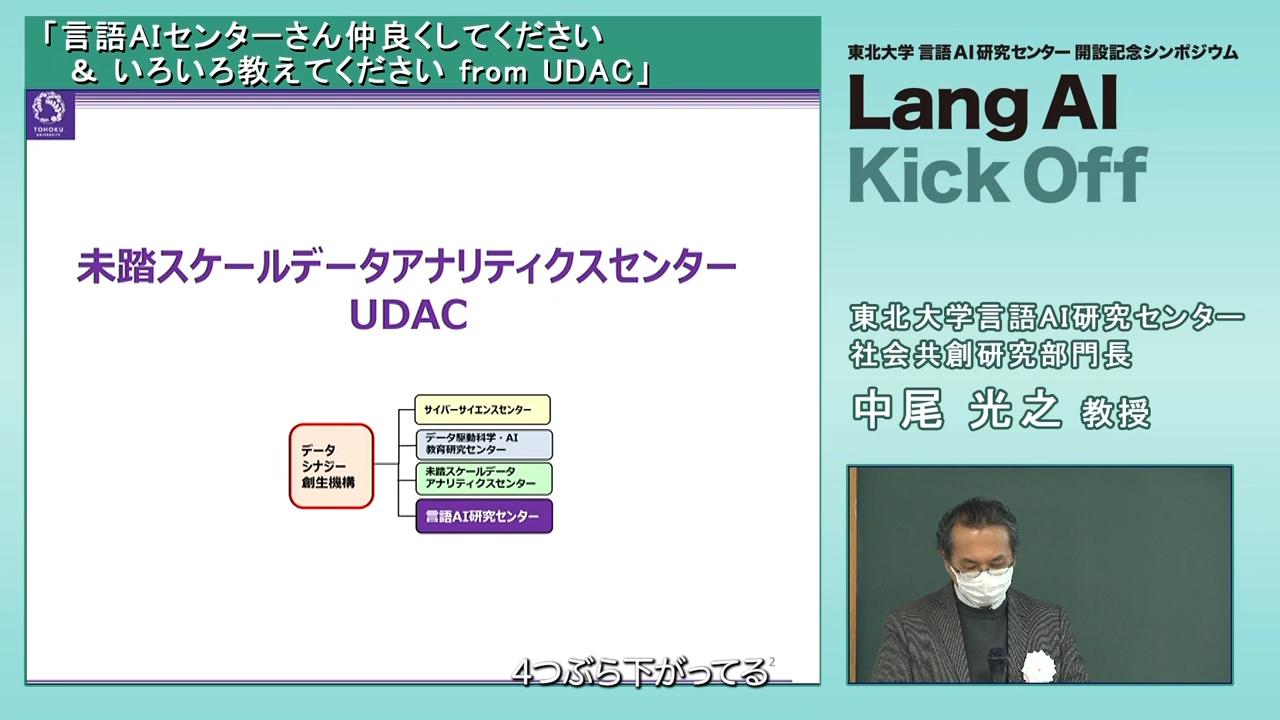 「言語AIセンターさん仲良くしてください
& いろいろ教えてください from UDAC」
TOHOKU
UNIVERSITY
未踏スケールデータアナリティクスセンター
UDAC
データ
シナジー
創生機構
サイバーサイエンスセンター
データ駆動科学・AI
教育研究センター
未踏スケールデータ
アナリティクスセンター
言語AI研究センター
2
4つぶら下がってる
東北大学 言語AI研究センター 開設記念シンポジウム
Lang AI
Kick Off
東北大学言語AI研究センター
社会共創研究部門長
中尾 光之 教授